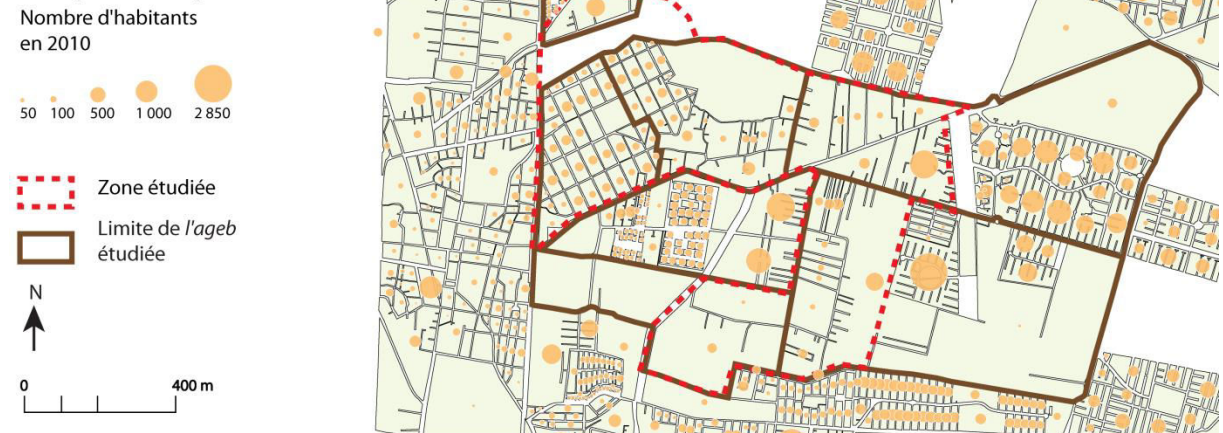 Nombre d'habitants
en 2010
50 100 500 1 000 2 850
Zone étudiée
Limite de l'ageb
étudiée
N
0 400 m